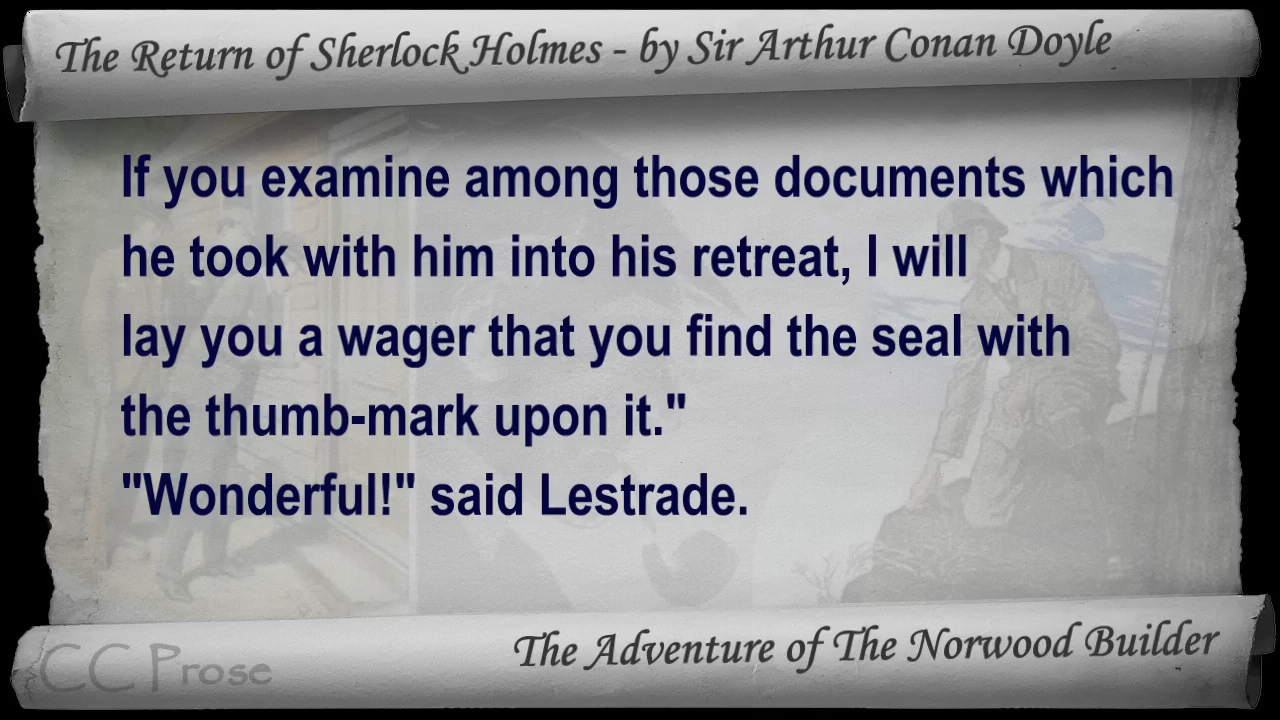 The Return of Sherlock Holmes - by Sir Arthur Conan Doyle
If you examine among those documents which
he took with him into his retreat, I will
lay you a wager that you find the seal with
the thumb-mark upon it."
"Wonderful!" said Lestrade.
The Adventure of The Norwood Builder
CC Prose